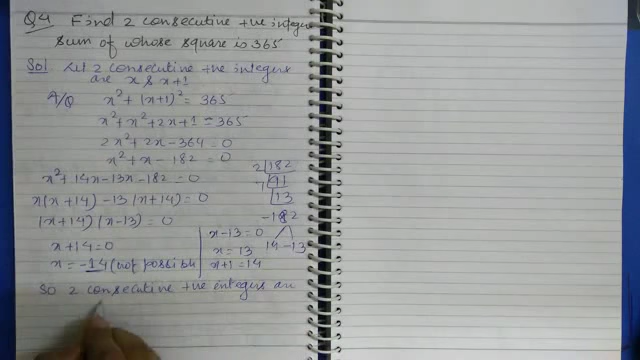 Q4 Find 2 consecutive +ve integers
sum of whose square is 365
Sol Let 2 consecutive +ve integers
are x & x+1
A/Q x² + (x+1)² = 365
x² + x² + 2x + 1 = 365
2x² + 2x - 364 = 0
x² + x - 182 = 0
x² + 14x - 13x - 182 = 0
x(x+14) - 13(x+14) = 0
(x+14)(x-13) = 0
x+14 = 0
x = -14 (not possible)
2 | 182
7 | 91
13
-182
14 -13
x-13 = 0
x = 13
x+1 = 14
So 2 consecutive +ve integers are